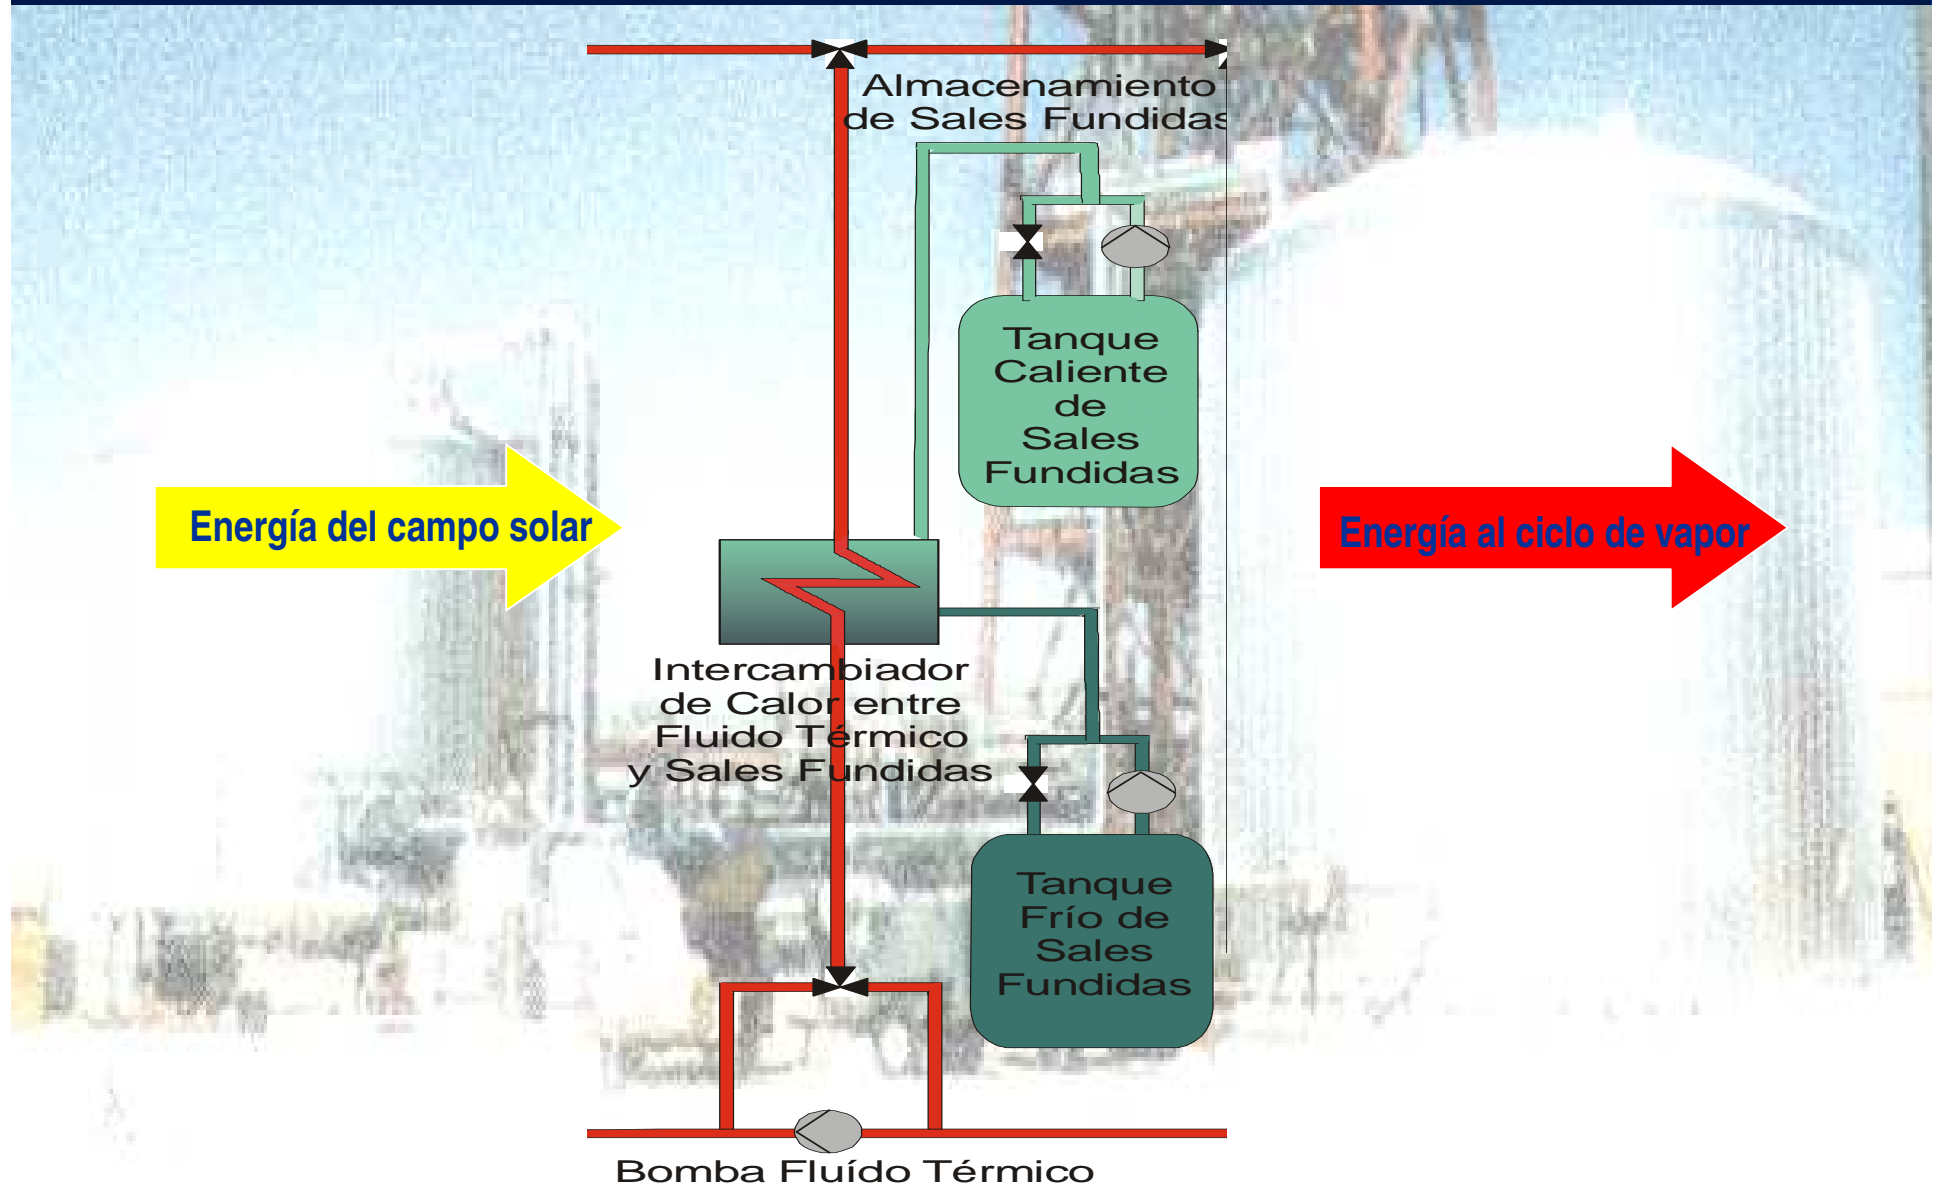 Almacenamiento
de Sales Fundidas
Tanque
Caliente
de
Sales
Fundidas
Energía del campo solar
Energía al ciclo de vapor
Intercambiador
de Calor entre
Fluido Térmico
y Sales Fundidas
Tanque
Frío de
Sales
Fundidas
Bomba Fluído Térmico